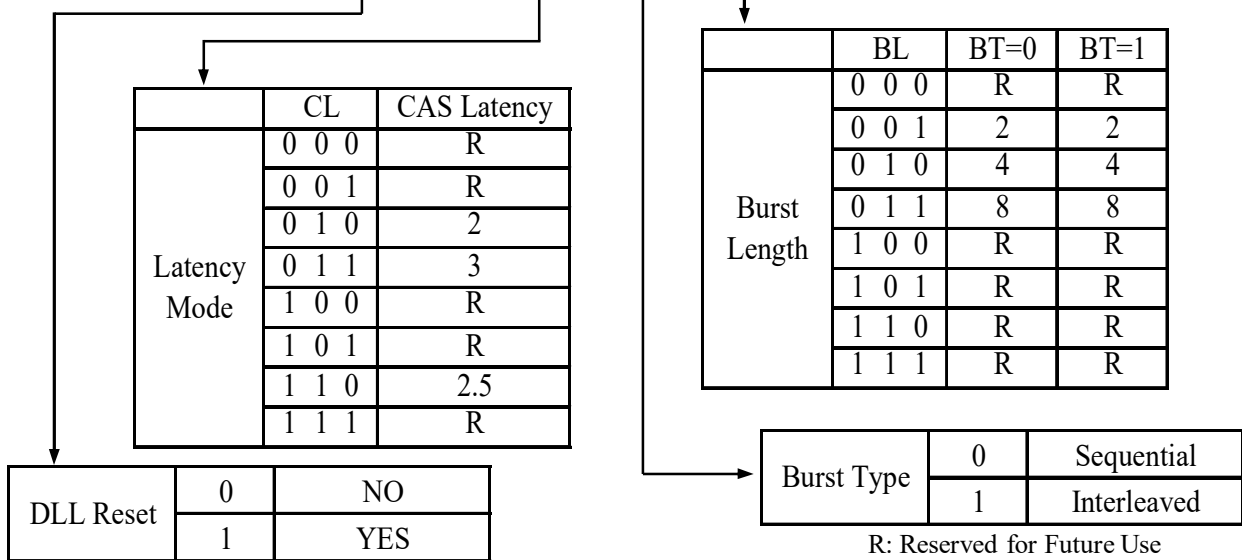 CL CAS Latency
Latency Mode
0 0 0 R
0 0 1 R
0 1 0 2
0 1 1 3
1 0 0 R
1 0 1 R
1 1 0 2.5
1 1 1 R
DLL Reset
0 NO
1 YES
BL BT=0 BT=1
Burst Length
0 0 0 R R
0 0 1 2 2
0 1 0 4 4
0 1 1 8 8
1 0 0 R R
1 0 1 R R
1 1 0 R R
1 1 1 R R
Burst Type
0 Sequential
1 Interleaved
R: Reserved for Future Use